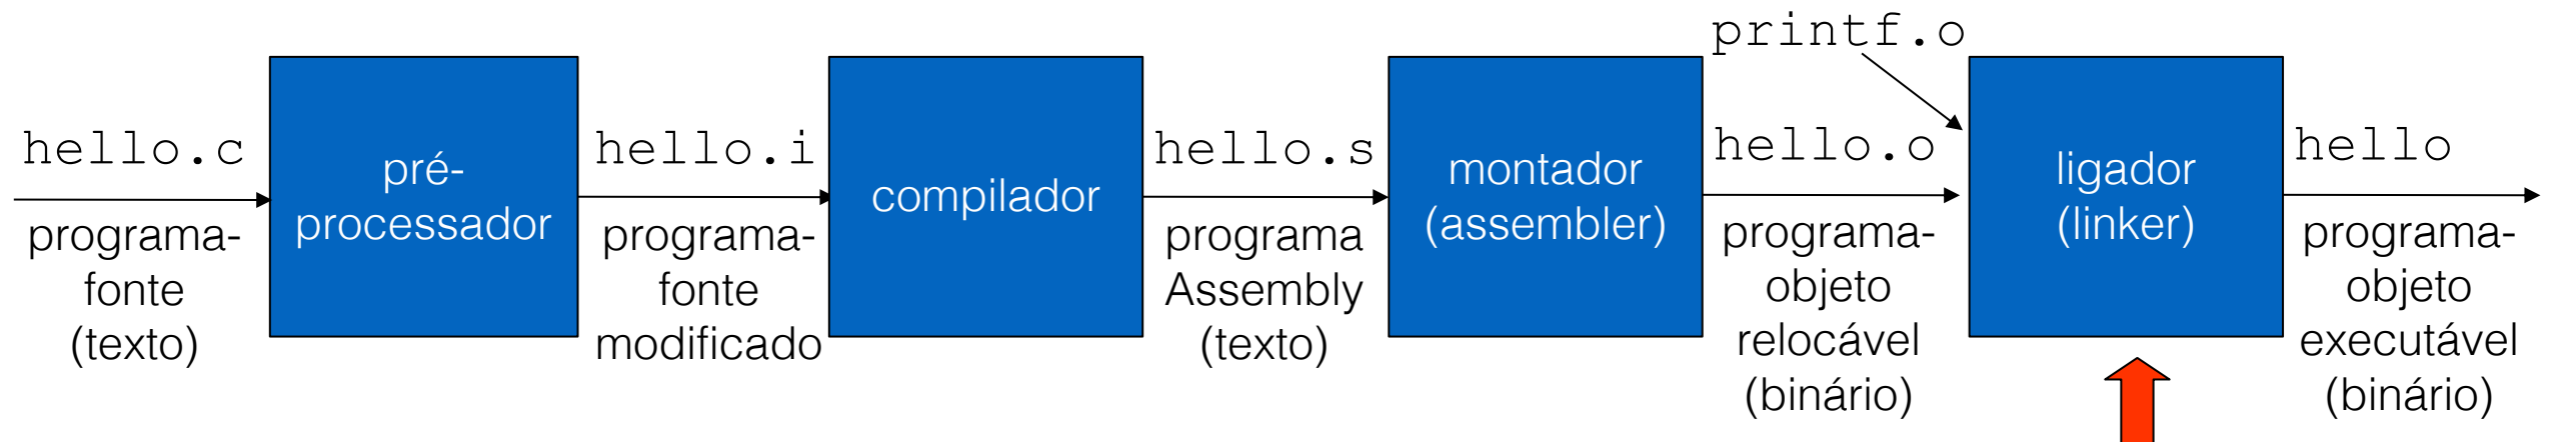 hello.c
programa-
fonte
(texto)
pré-
processador
hello.i
programa-
fonte
modificado
compilador
hello.s
programa
Assembly
(texto)
montador
(assembler)
printf.o
hello.o
programa-
objeto
relocável
(binário)
ligador
(linker)
hello
programa-
objeto
executável
(binário)